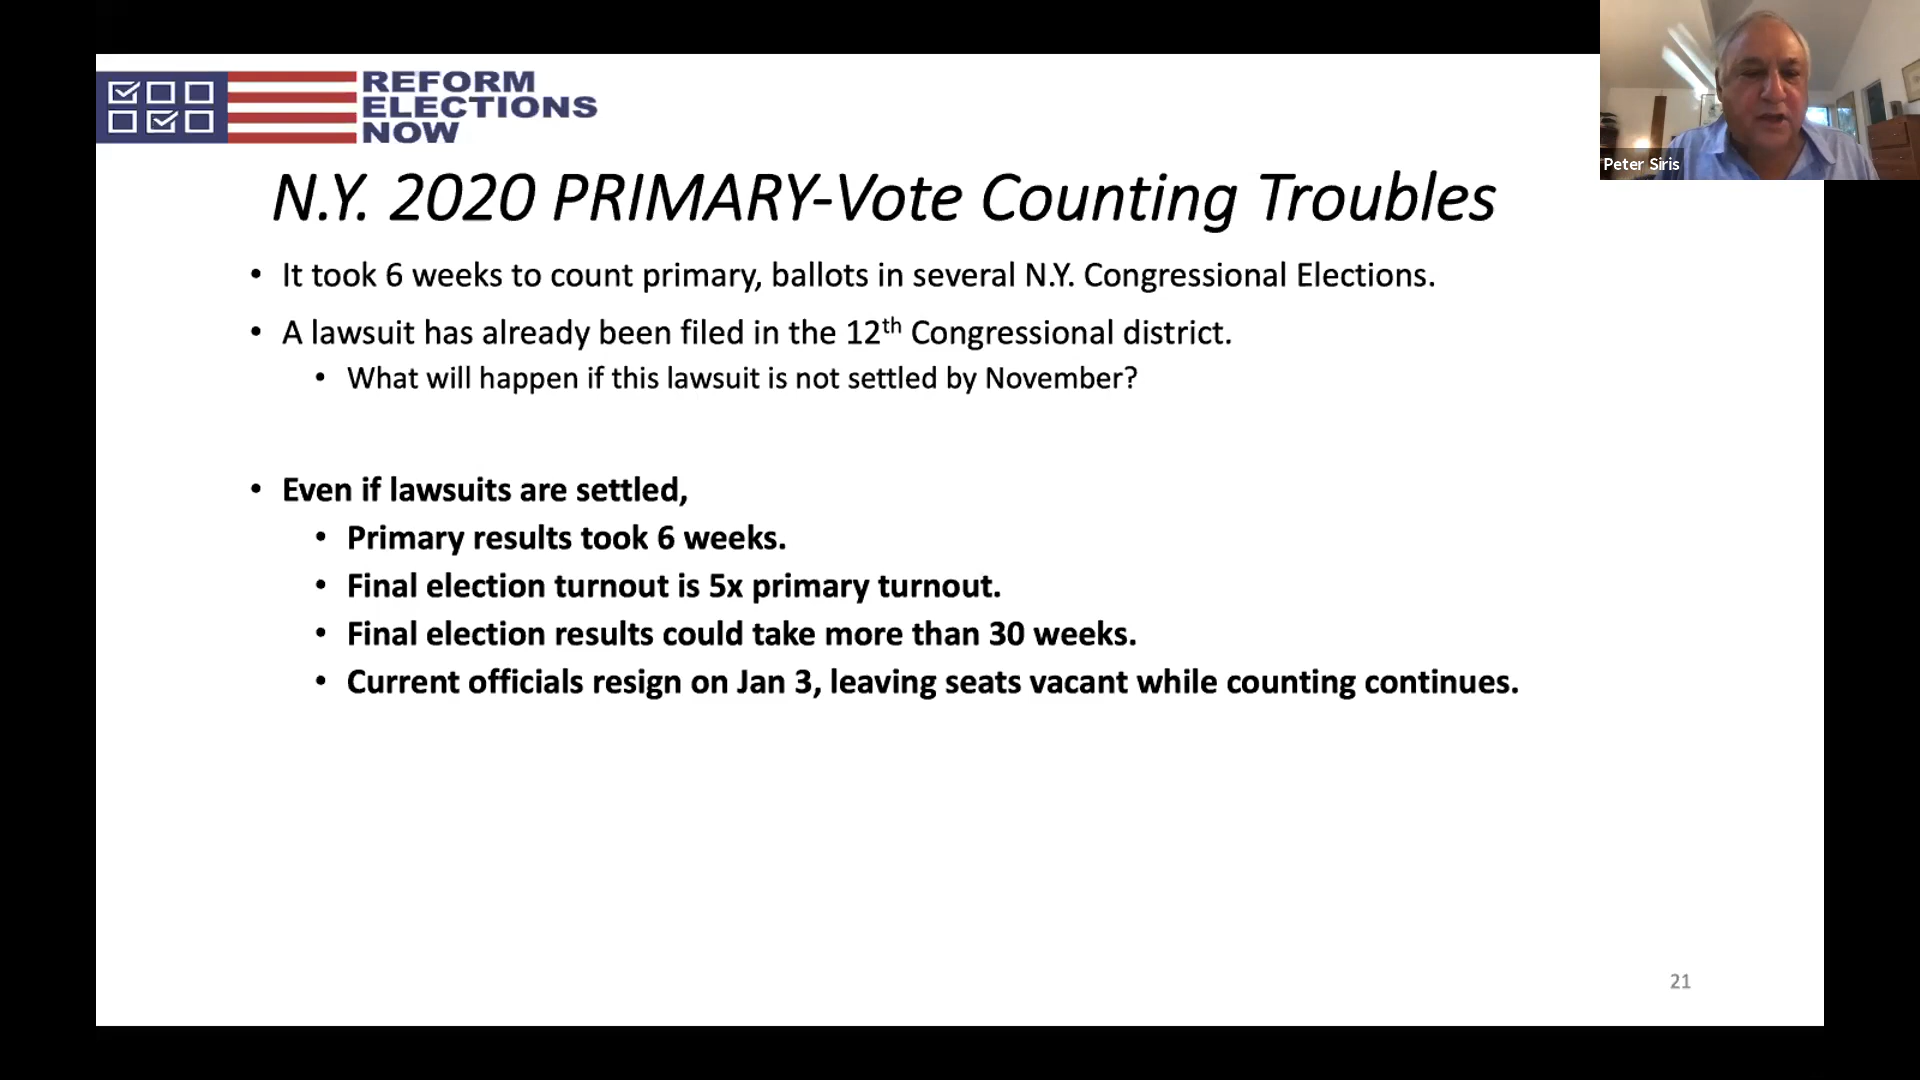 REFORM
ELECTIONS
NOW
Peter Siris
N.Y. 2020 PRIMARY-Vote Counting Troubles
• It took 6 weeks to count primary, ballots in several N.Y. Congressional Elections.
• A lawsuit has already been filed in the 12th Congressional district.
• What will happen if this lawsuit is not settled by November?
• Even if lawsuits are settled,
• Primary results took 6 weeks.
• Final election turnout is 5x primary turnout.
• Final election results could take more than 30 weeks.
• Current officials resign on Jan 3, leaving seats vacant while counting continues.
21